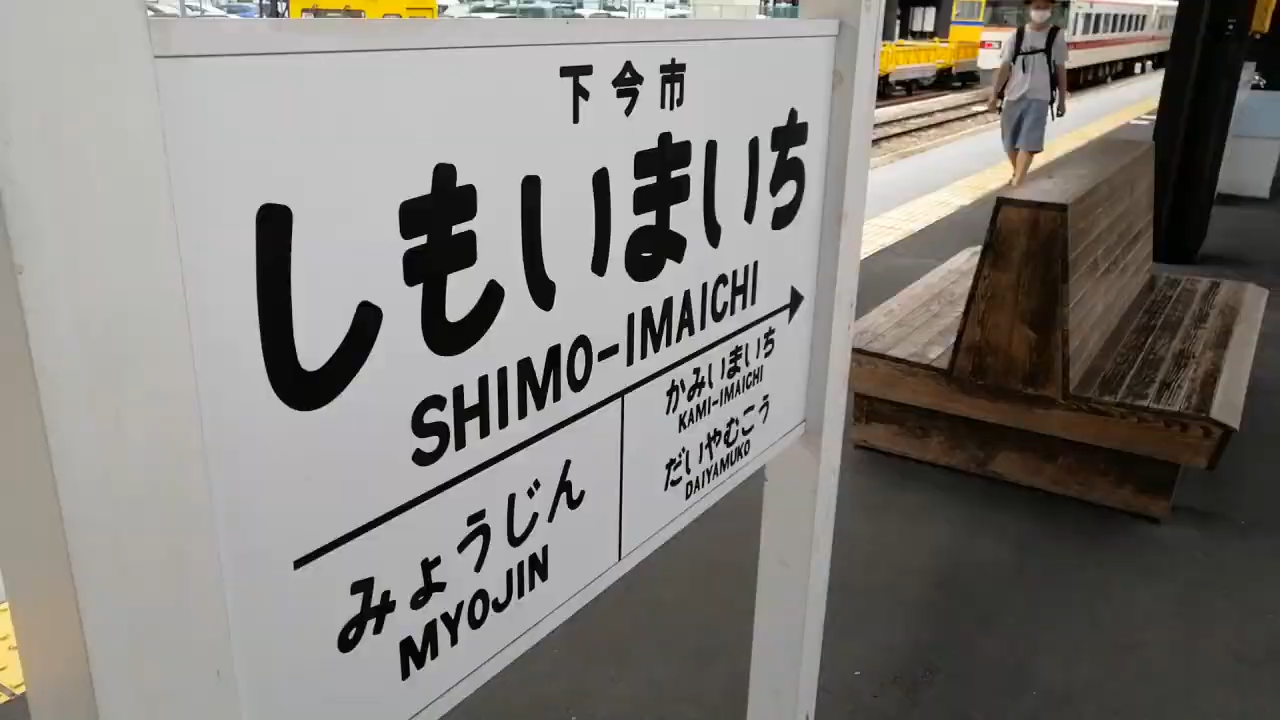 下今市
しもいまいち
SHIMO-IMAICHI
みょうじん
MYOJIN
かみいまいち
KAMI-IMAICHI
だいやむこう
DAIYAMUKO